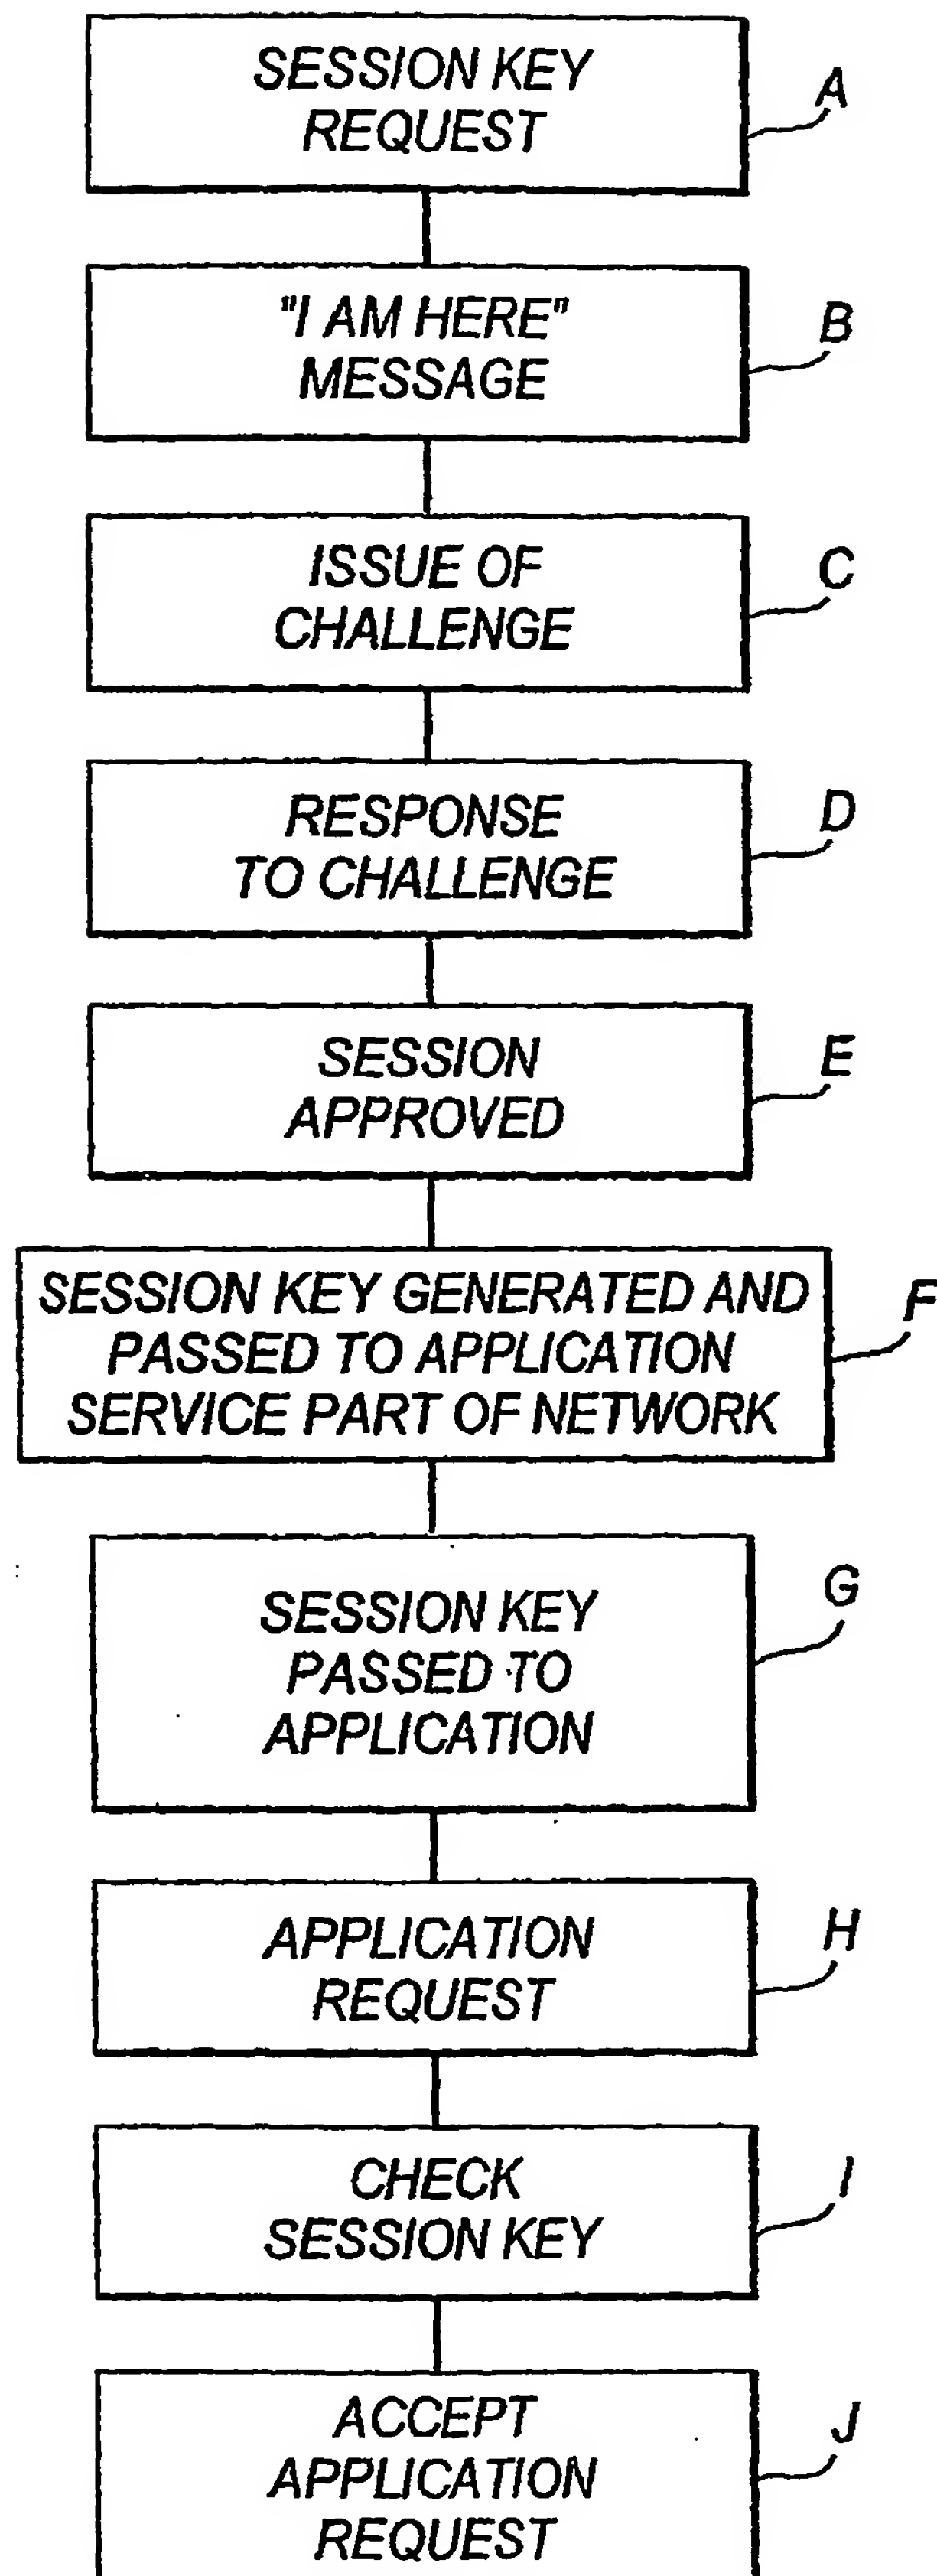 SESSION KEY
REQUEST
A
"I AM HERE"
MESSAGE
B
ISSUE OF
CHALLENGE
C
RESPONSE
TO CHALLENGE
D
SESSION
APPROVED
E
SESSION KEY GENERATED AND
PASSED TO APPLICATION
SERVICE PART OF NETWORK
F
SESSION KEY
PASSED TO
APPLICATION
G
APPLICATION
REQUEST
H
CHECK
SESSION KEY
I
ACCEPT
APPLICATION
REQUEST
J